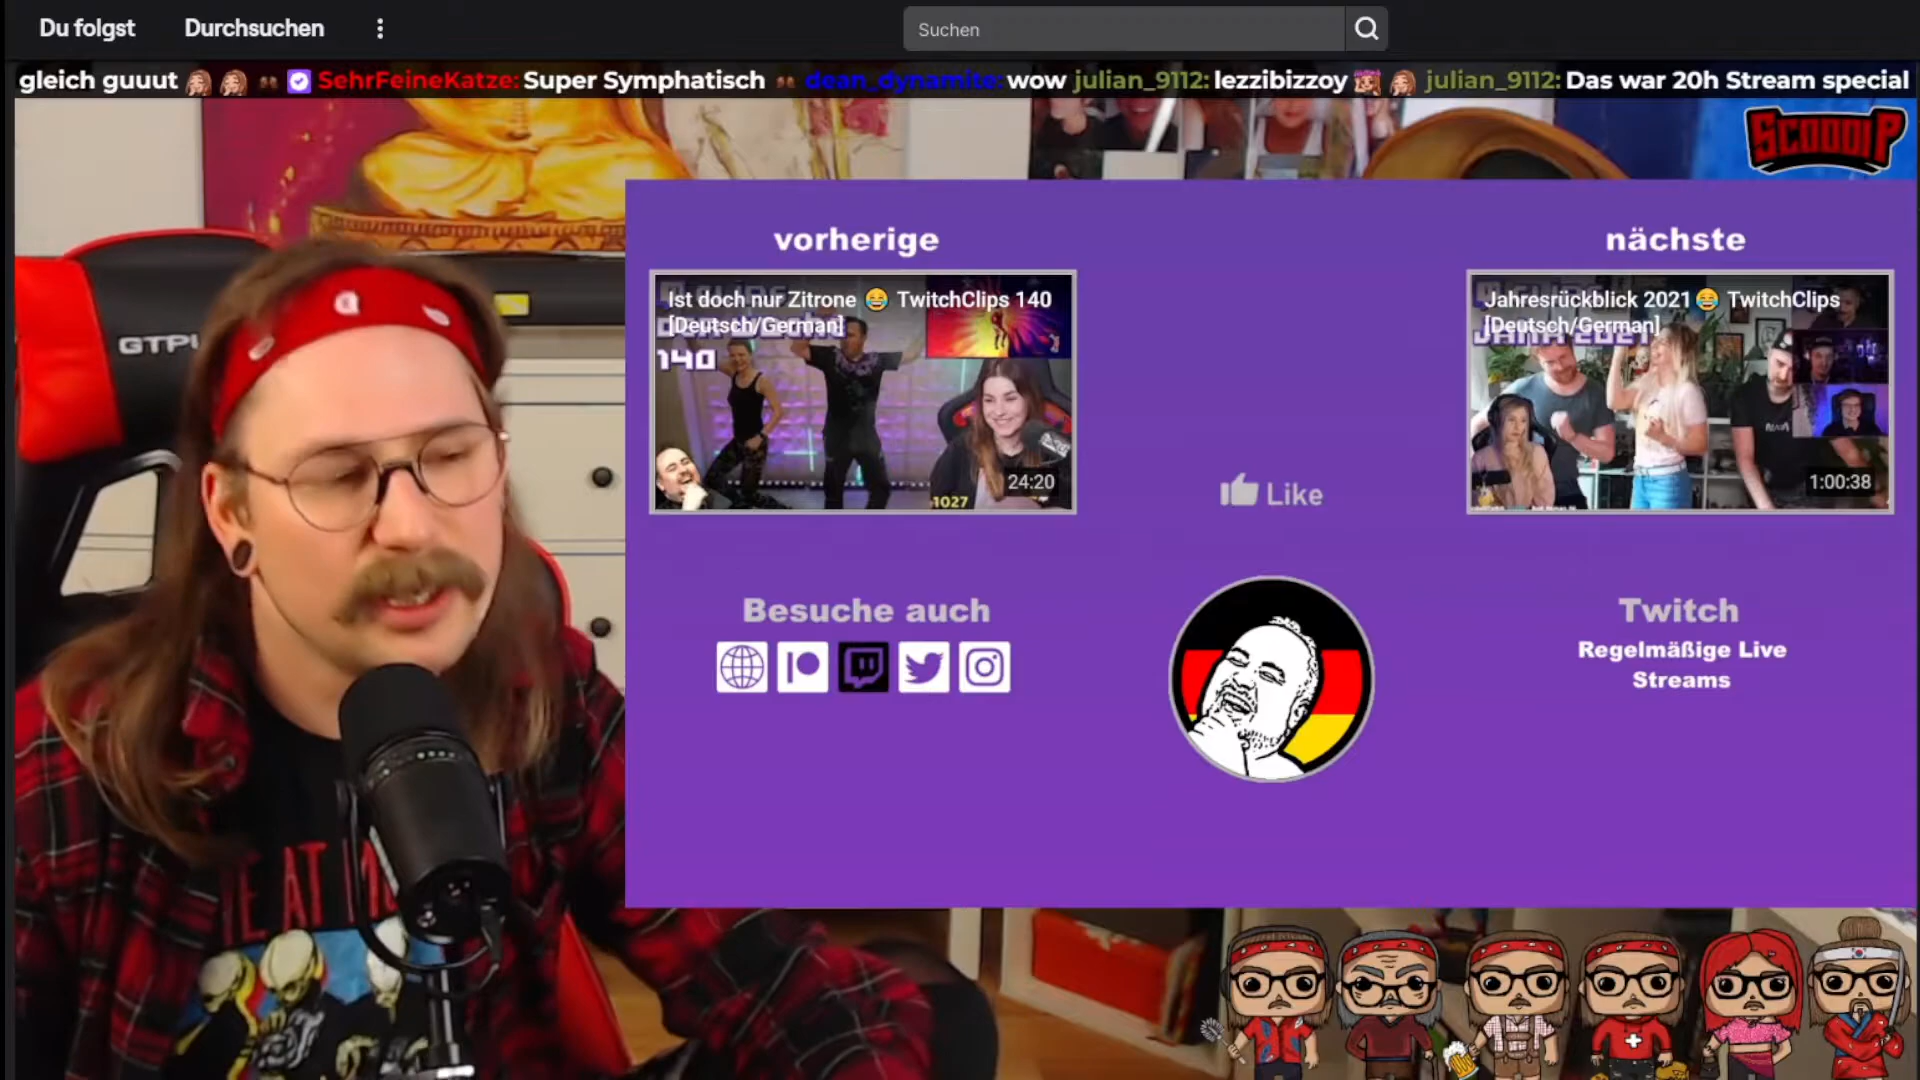 Du folgst Durchsuchen Suchen
gleich guuut SehrFeineKatze: Super Symphatisch dean_dynamite: wow julian_9112: lezzibizzoy julian_9112: Das war 20h Stream special
SCOOOIP
vorherige
nächste
Ist doch nur Zitrone 😂 TwitchClips 140
[Deutsch/German]
140
24:20
1027
Jahresrückblick 2021 😂 TwitchClips
[Deutsch/German]
1:00:38
Like
Besuche auch
Twitch
Regelmäßige Live
Streams